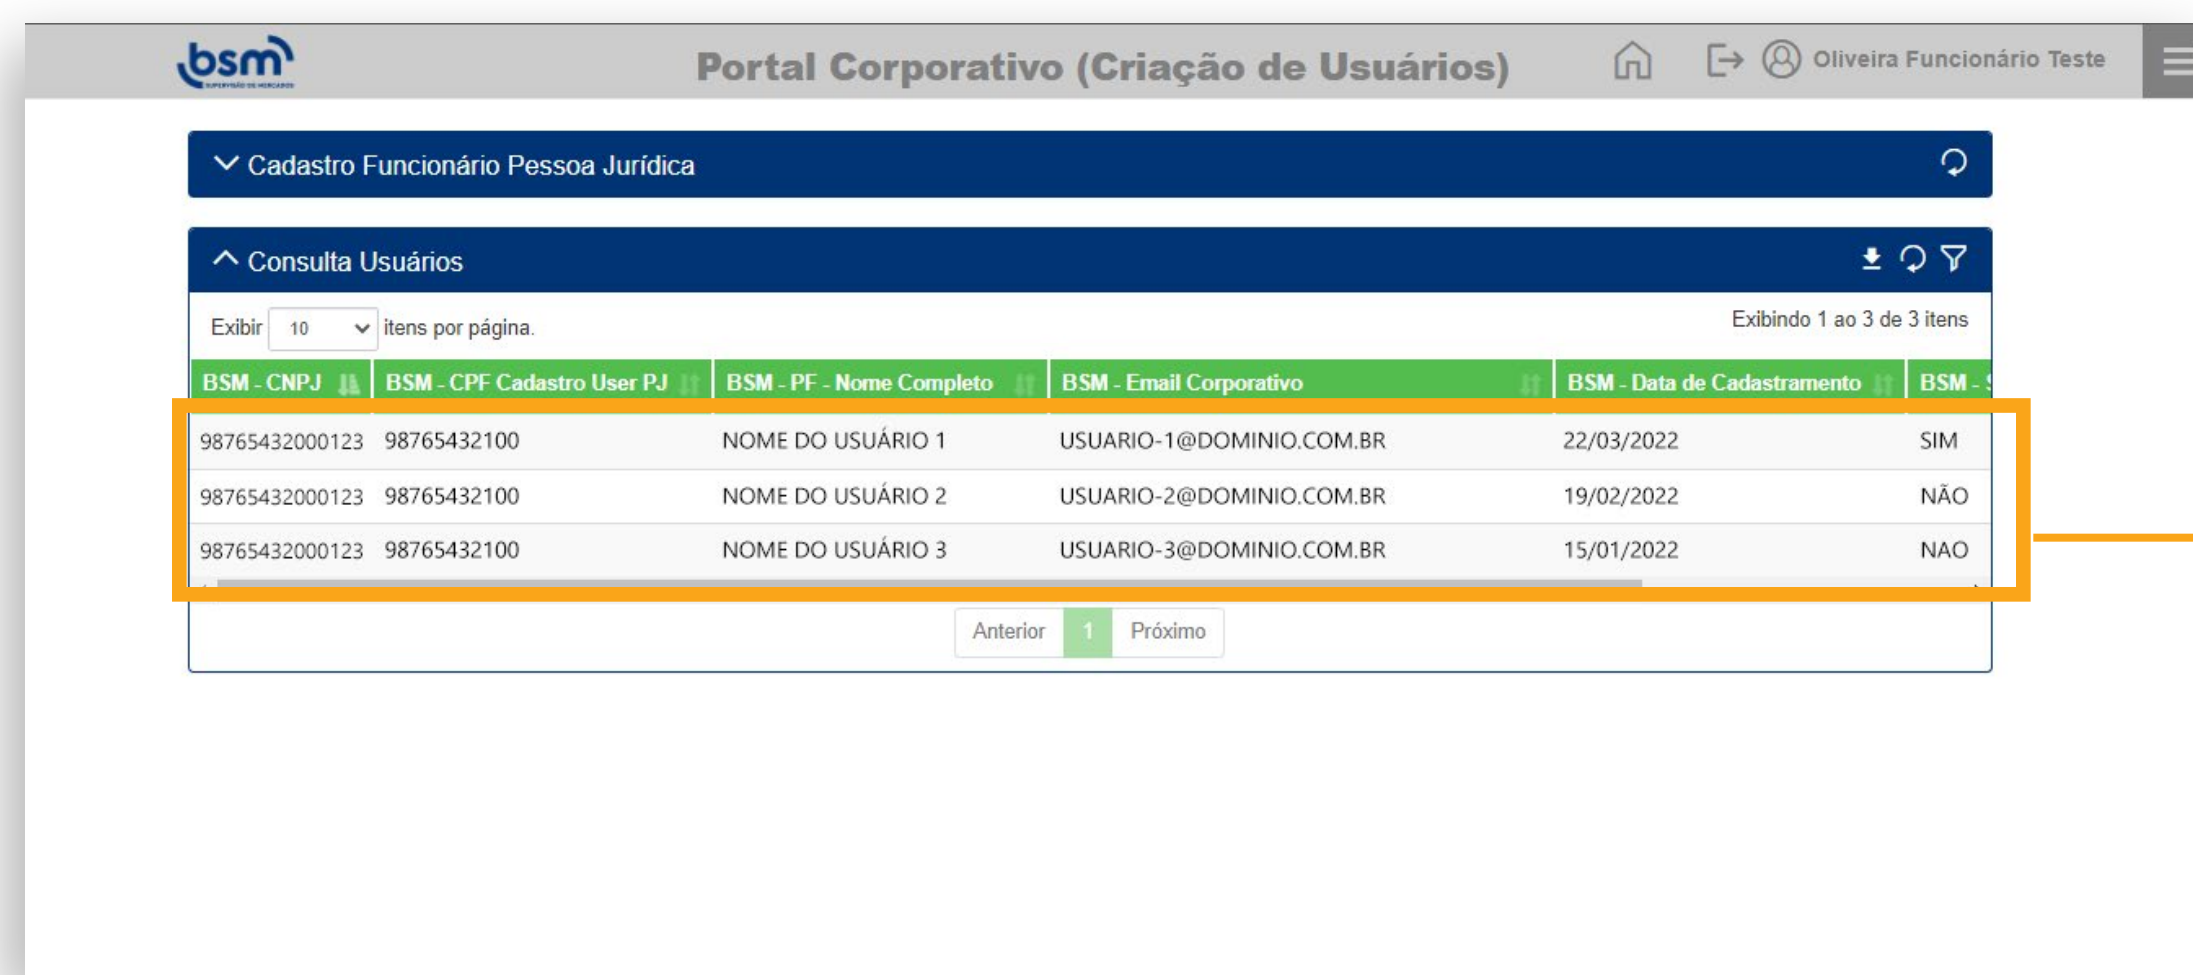 bsm
SUPERVISÃO DE MERCADOS
Portal Corporativo (Criação de Usuários)
Oliveira Funcionário Teste
Cadastro Funcionário Pessoa Jurídica
Consulta Usuários
Exibir 10 itens por página.
Exibindo 1 ao 3 de 3 itens
BSM - CNPJ BSM - CPF Cadastro User PJ BSM - PF - Nome Completo BSM - Email Corporativo BSM - Data de Cadastramento BSM -
98765432000123 98765432100 NOME DO USUÁRIO 1 USUARIO-1@DOMINIO.COM.BR 22/03/2022 SIM
98765432000123 98765432100 NOME DO USUÁRIO 2 USUARIO-2@DOMINIO.COM.BR 19/02/2022 NÃO
98765432000123 98765432100 NOME DO USUÁRIO 3 USUARIO-3@DOMINIO.COM.BR 15/01/2022 NAO
Anterior 1 Próximo